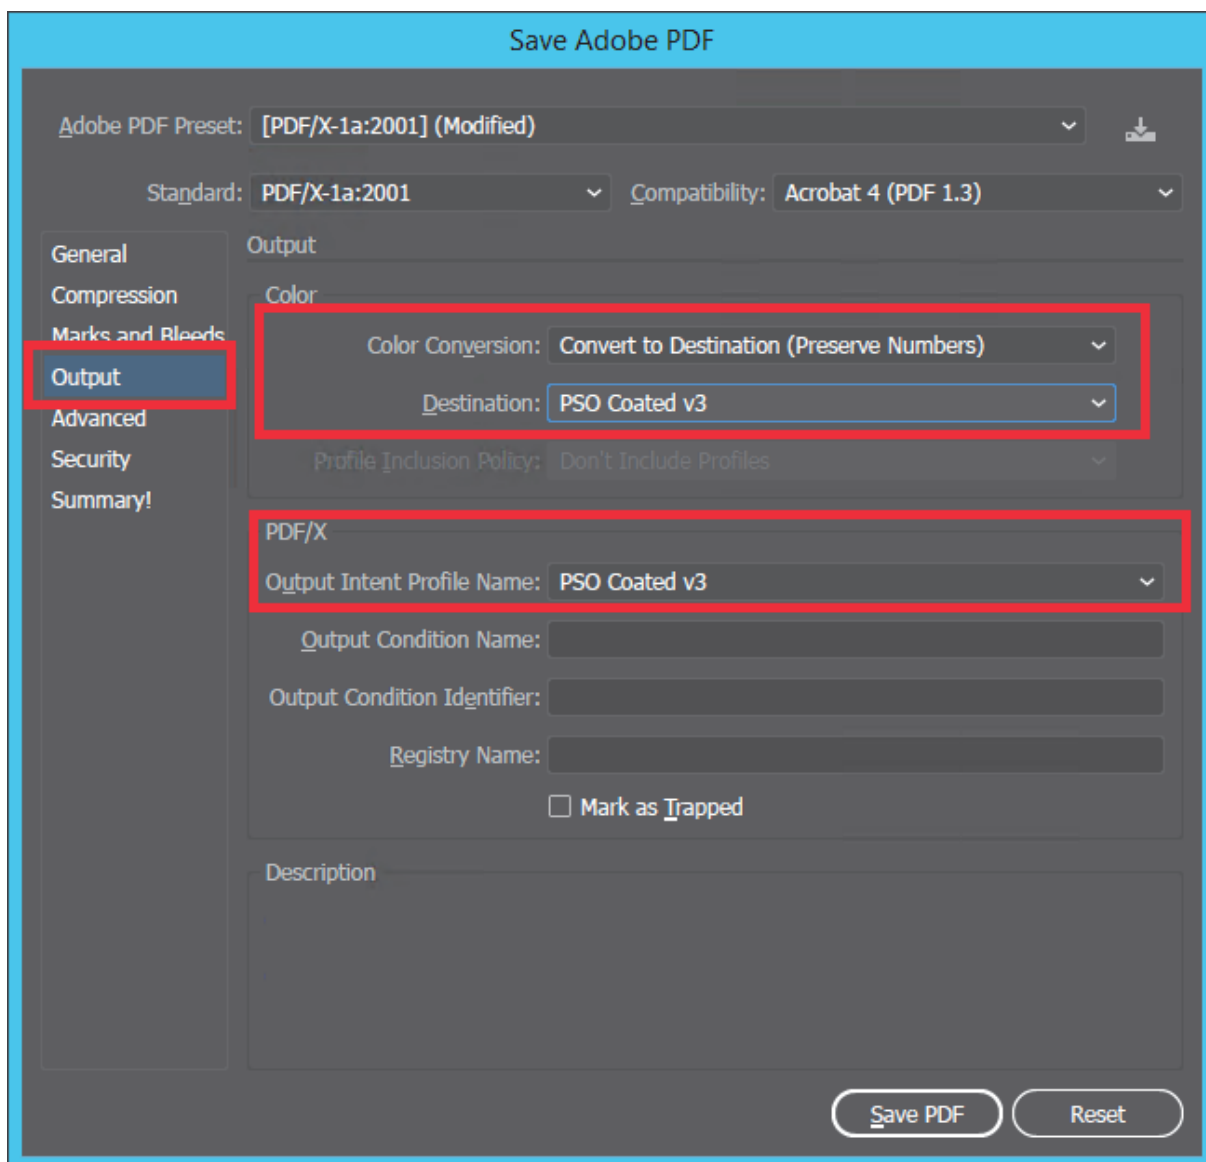 Save Adobe PDF
Adobe PDF Preset: [PDF/X-1a:2001] (Modified)
Standard: PDF/X-1a:2001 Compatibility: Acrobat 4 (PDF 1.3)
General
Compression
Marks and Bleeds
Output
Advanced
Security
Summary!
Output
Color
Color Conversion: Convert to Destination (Preserve Numbers)
Destination: PSO Coated v3
Profile Inclusion Policy: Don't Include Profiles
PDF/X
Output Intent Profile Name: PSO Coated v3
Output Condition Name:
Output Condition Identifier:
Registry Name:
Mark as Trapped
Description
Save PDF Reset